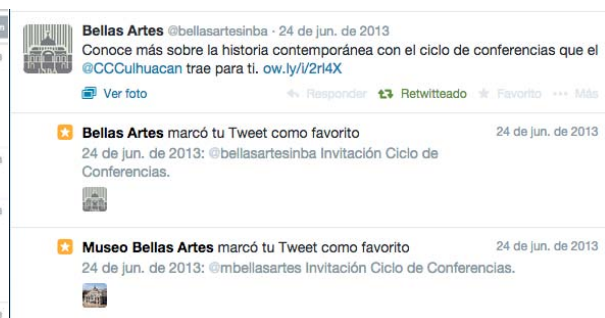 Bellas Artes @bellasartesinba · 24 de jun. de 2013
Conoce más sobre la historia contemporánea con el ciclo de conferencias que el
@CCCulhuacan trae para ti. ow.ly/i/2rl4X
Ver foto Responder Retwitteado Favorito Más
Bellas Artes marcó tu Tweet como favorito 24 de jun. de 2013
24 de jun. de 2013: @bellasartesinba Invitación Ciclo de
Conferencias.
Museo Bellas Artes marcó tu Tweet como favorito 24 de jun. de 2013
24 de jun. de 2013: @mbellasartes Invitación Ciclo de Conferencias.